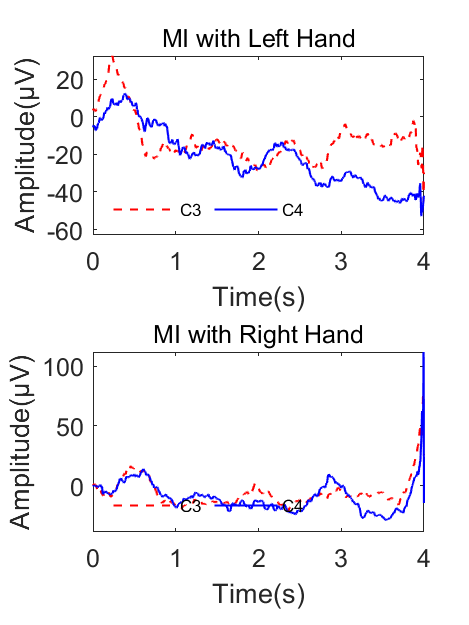 MI with Left Hand
Amplitude(μV)
20
0
-20
-40
-60
C3 C4
0 1 2 3 4
Time(s)
MI with Right Hand
Amplitude(μV)
100
50
0
C3 C4
0 1 2 3 4
Time(s)